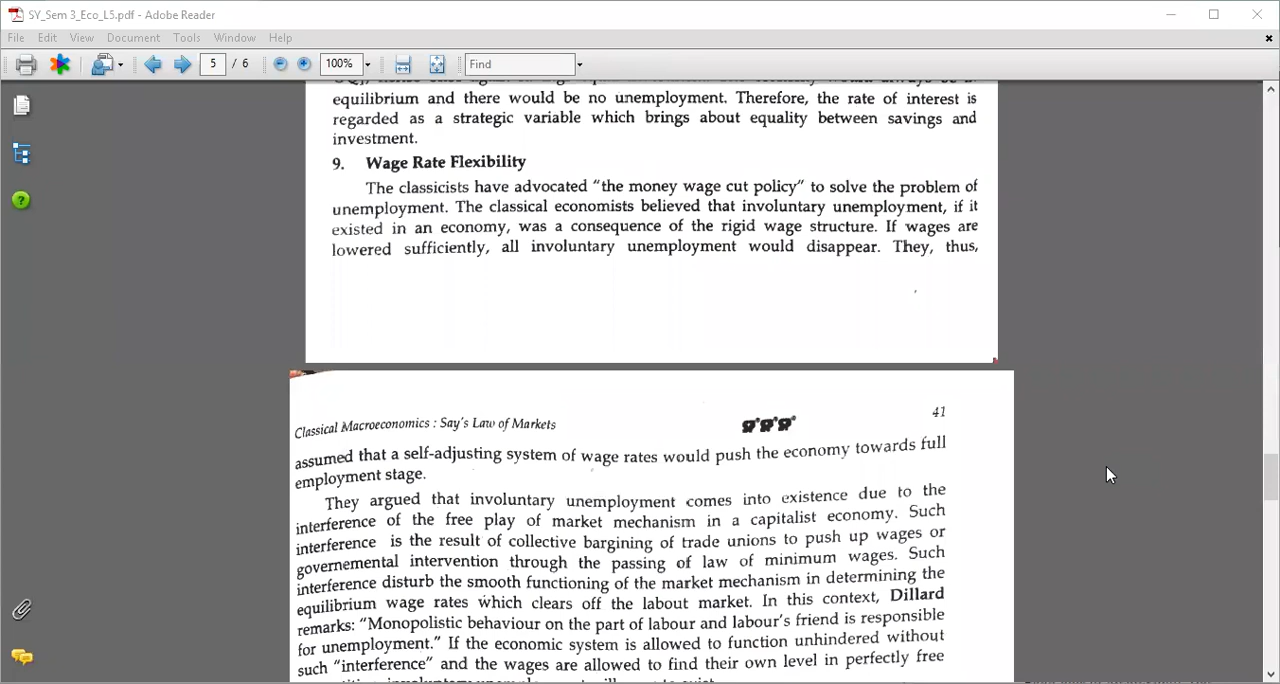 SY_Sem 3_Eco_L5.pdf - Adobe Reader
File Edit View Document Tools Window Help
5 / 6 100% Find
equilibrium and there would be no unemployment. Therefore, the rate of interest is
regarded as a strategic variable which brings about equality between savings and
investment.
9. Wage Rate Flexibility
The classicists have advocated "the money wage cut policy" to solve the problem of
unemployment. The classical economists believed that involuntary unemployment, if it
existed in an economy, was a consequence of the rigid wage structure. If wages are
lowered sufficiently, all involuntary unemployment would disappear. They, thus,
Classical Macroeconomics : Say's Law of Markets 41
assumed that a self-adjusting system of wage rates would push the economy towards full
employment stage.
They argued that involuntary unemployment comes into existence due to the
interference of the free play of market mechanism in a capitalist economy. Such
interference is the result of collective bargining of trade unions to push up wages or
governemental intervention through the passing of law of minimum wages. Such
interference disturb the smooth functioning of the market mechanism in determining the
equilibrium wage rates which clears off the labout market. In this context, Dillard
remarks: "Monopolistic behaviour on the part of labour and labour's friend is responsible
for unemployment." If the economic system is allowed to function unhindered without
such "interference" and the wages are allowed to find their own level in perfectly free